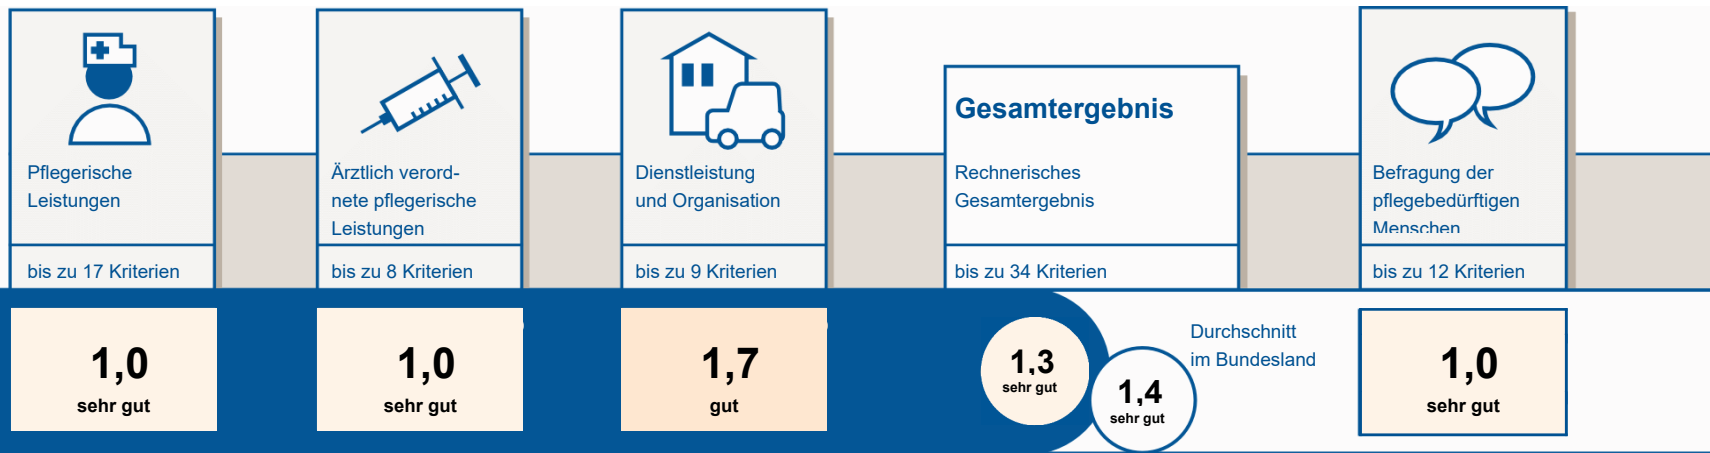 Pflegerische
Leistungen
bis zu 17 Kriterien
1,0
sehr gut
Ärztlich verord-
nete pflegerische
Leistungen
bis zu 8 Kriterien
1,0
sehr gut
Dienstleistung
und Organisation
bis zu 9 Kriterien
1,7
gut
Gesamtergebnis
Rechnerisches
Gesamtergebnis
bis zu 34 Kriterien
1,3
sehr gut
1,4
sehr gut
Durchschnitt
im Bundesland
Befragung der
pflegebedürftigen
Menschen
bis zu 12 Kriterien
1,0
sehr gut